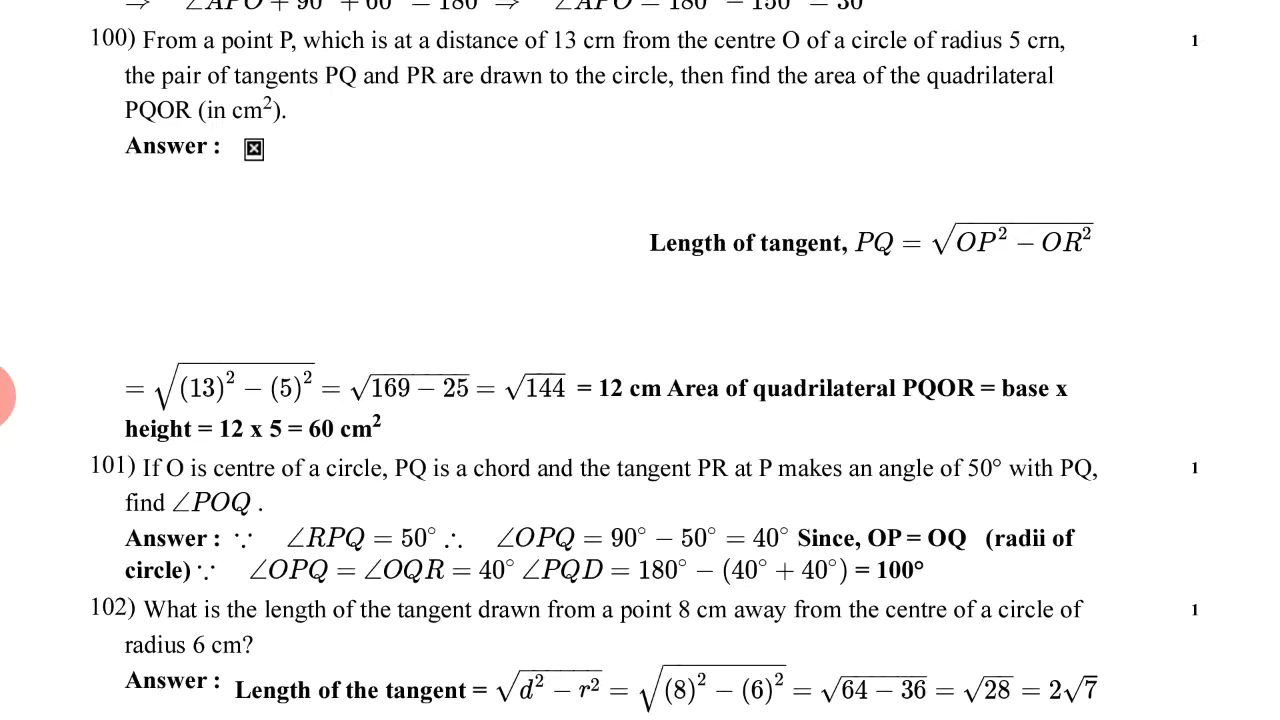 ⇒ ∠APO + 90° + 60° = 180° ⇒ ∠APO = 180° − 150° = 30°
100) From a point P, which is at a distance of 13 crn from the centre O of a circle of radius 5 crn, 1
the pair of tangents PQ and PR are drawn to the circle, then find the area of the quadrilateral
PQOR (in cm²).
Answer :
Length of tangent, PQ = √(OP² − OR²)
= √((13)² − (5)²) = √(169 − 25) = √144 = 12 cm Area of quadrilateral PQOR = base x
height = 12 x 5 = 60 cm²
101) If O is centre of a circle, PQ is a chord and the tangent PR at P makes an angle of 50° with PQ, 1
find ∠POQ .
Answer : ∵ ∠RPQ = 50° ∴ ∠OPQ = 90° − 50° = 40° Since, OP = OQ (radii of
circle) ∵ ∠OPQ = ∠OQR = 40° ∠PQD = 180° − (40° + 40°) = 100°
102) What is the length of the tangent drawn from a point 8 cm away from the centre of a circle of 1
radius 6 cm?
Answer : Length of the tangent = √(d² − r²) = √((8)² − (6)²) = √(64 − 36) = √28 = 2√7